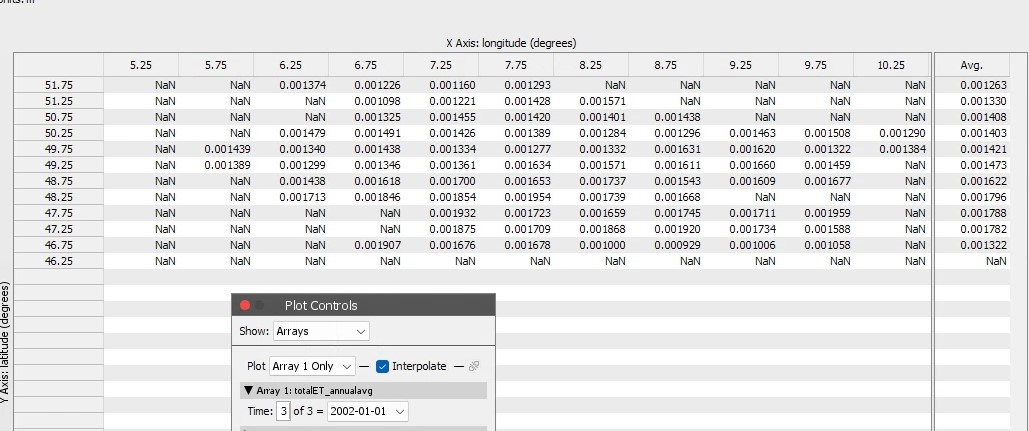 X Axis: longitude (degrees)
5.25 5.75 6.25 6.75 7.25 7.75 8.25 8.75 9.25 9.75 10.25 Avg.
51.75 NaN NaN 0.001374 0.001226 0.001160 0.001293 NaN NaN NaN NaN NaN 0.001263
51.25 NaN NaN NaN 0.001098 0.001221 0.001428 0.001571 NaN NaN NaN NaN 0.001330
50.75 NaN NaN NaN 0.001325 0.001455 0.001420 0.001401 0.001438 NaN NaN NaN 0.001408
50.25 NaN NaN 0.001479 0.001491 0.001426 0.001389 0.001284 0.001296 0.001463 0.001508 0.001290 0.001403
49.75 NaN 0.001439 0.001340 0.001438 0.001334 0.001277 0.001332 0.001631 0.001620 0.001322 0.001384 0.001421
49.25 NaN 0.001389 0.001299 0.001346 0.001361 0.001634 0.001571 0.001611 0.001660 0.001459 NaN 0.001473
48.75 NaN NaN 0.001438 0.001618 0.001700 0.001653 0.001737 0.001543 0.001609 0.001677 NaN 0.001622
48.25 NaN NaN 0.001713 0.001846 0.001854 0.001954 0.001739 0.001668 NaN NaN NaN 0.001796
47.75 NaN NaN NaN NaN 0.001932 0.001723 0.001659 0.001745 0.001711 0.001959 NaN 0.001788
47.25 NaN NaN NaN NaN 0.001875 0.001709 0.001868 0.001920 0.001734 0.001588 NaN 0.001782
46.75 NaN NaN NaN 0.001907 0.001676 0.001678 0.001000 0.000929 0.001006 0.001058 NaN 0.001322
46.25 NaN NaN NaN NaN NaN NaN NaN NaN NaN NaN NaN NaN
Y Axis: latitude (degrees)
Plot Controls
Show: Arrays
Plot Array 1 Only — Interpolate —
Array 1: totalET_annualavg
Time: 3 of 3 = 2002-01-01